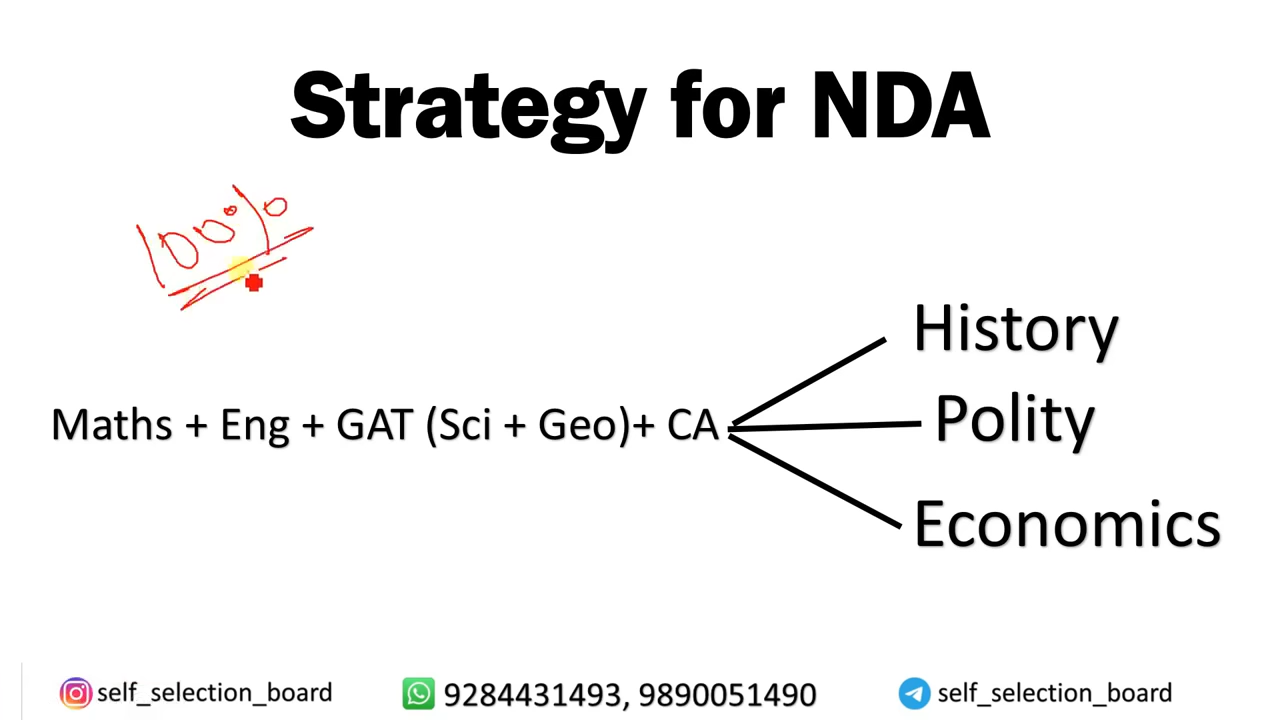 Strategy for NDA
100%
History
Maths + Eng + GAT (Sci + Geo)+ CA
Polity
Economics
self_selection_board
9284431493, 9890051490
self_selection_board